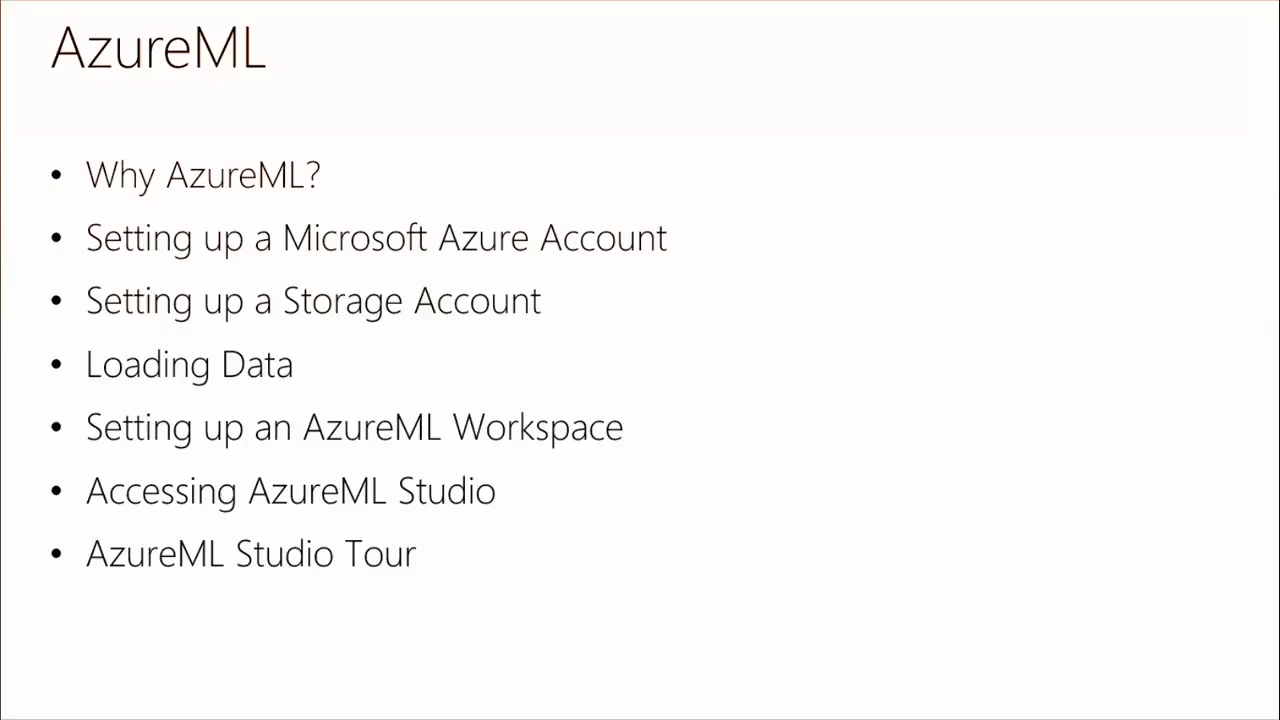 AzureML
• Why AzureML?
• Setting up a Microsoft Azure Account
• Setting up a Storage Account
• Loading Data
• Setting up an AzureML Workspace
• Accessing AzureML Studio
• AzureML Studio Tour